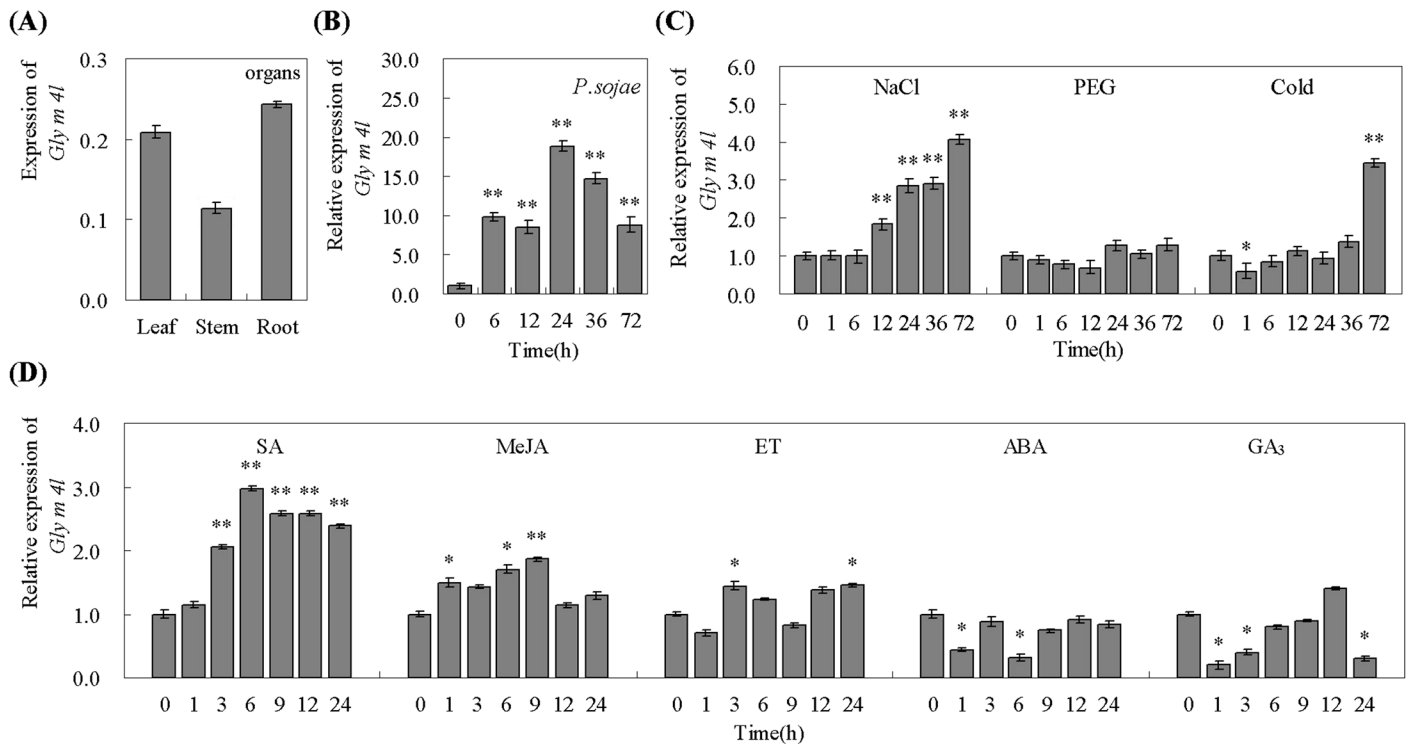 (A)
Expression of
Gly m 4l
0.3
0.2
0.1
0.0
organs
Leaf Stem Root
(B)
Relative expression of
Gly m 4l
30.0
25.0
20.0
15.0
10.0
5.0
0.0
P.sojae
** ** ** ** **
0 6 12 24 36 72
Time(h)
(C)
Relative expression of
Gly m 4l
6.0
5.0
4.0
3.0
2.0
1.0
0.0
NaCl PEG Cold
** ** ** ** * **
0 1 6 12 24 36 72 0 1 6 12 24 36 72 0 1 6 12 24 36 72
Time(h)
(D)
Relative expression of
Gly m 4l
4.0
3.0
2.0
1.0
0.0
SA MeJA ET ABA GA₃
** ** ** ** ** * * ** * * * * * * *
0 1 3 6 9 12 24 0 1 3 6 9 12 24 0 1 3 6 9 12 24 0 1 3 6 9 12 24 0 1 3 6 9 12 24
Time(h)